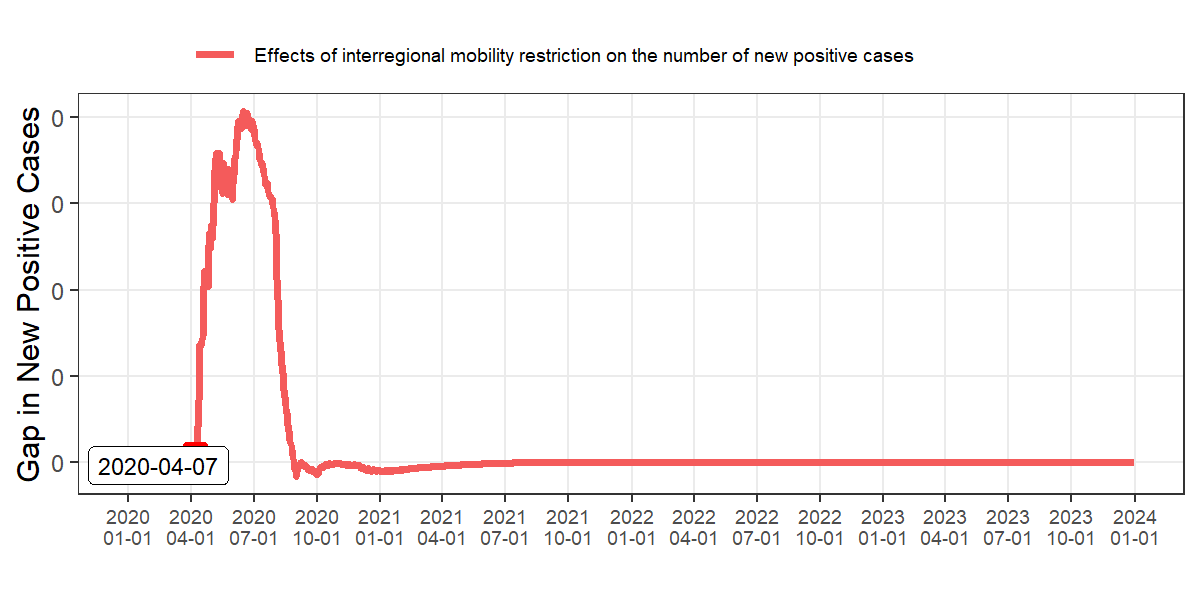 Effects of interregional mobility restriction on the number of new positive cases
Gap in New Positive Cases
0
0
0
0
0
2020-04-07
2020 2020 2020 2020 2021 2021 2021 2021 2022 2022 2022 2022 2023 2023 2023 2023 2024
01-01 04-01 07-01 10-01 01-01 04-01 07-01 10-01 01-01 04-01 07-01 10-01 01-01 04-01 07-01 10-01 01-01